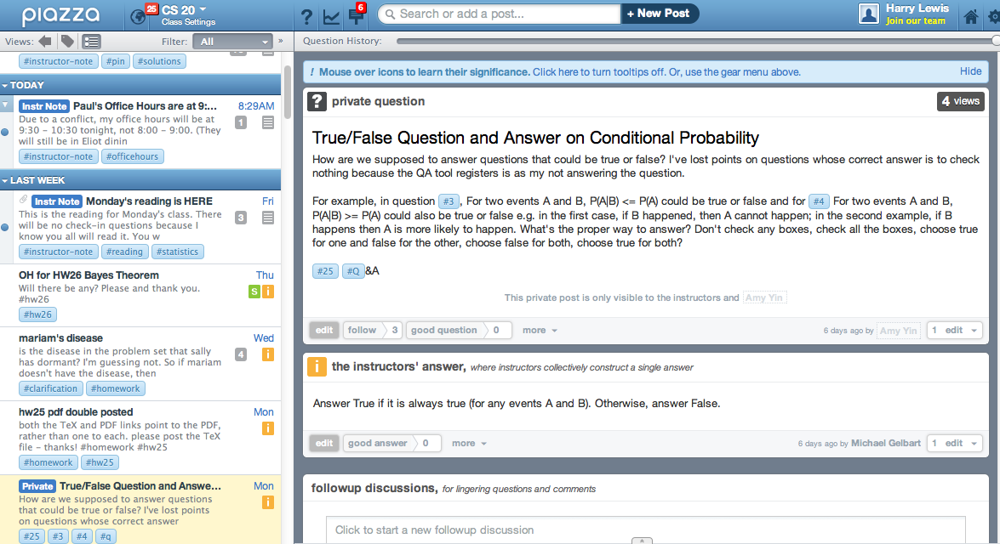 piazza
25
CS 20
Class Settings
?
6
Search or add a post...
+ New Post
Harry Lewis
Join our team
Views:
Filter:
All
»
Question History:
#instructor-note #pin #solutions
TODAY
Instr Note Paul's Office Hours are at 9:... 8:29AM
Due to a conflict, my office hours will be at
9:30 – 10:30 tonight, not 8:00 – 9:00. (They
will still be in Eliot dinin
1
#instructor-note #officehours
LAST WEEK
Instr Note Monday's reading is HERE Fri
This is the reading for Monday's class. There
will be no check-in questions because I
know you all will read it. You w
3
#instructor-note #reading #statistics
OH for HW26 Bayes Theorem Thu
Will there be any? Please and thank you.
#hw26
S i
#hw26
mariam's disease Wed
is the disease in the problem set that sally
has dormant? I'm guessing not. So if mariam
doesn't have the disease, then
4 i
#clarification #homework
hw25 pdf double posted Mon
both the TeX and PDF links point to the PDF,
rather than one to each. please post the TeX
file – thanks! #homework #hw25
i
#homework #hw25
Private True/False Question and Answe... Mon
How are we supposed to answer questions
that could be true or false? I've lost points
on questions whose correct answer
i
#25 #3 #4 #q
! Mouse over icons to learn their significance. Click here to turn tooltips off. Or, use the gear menu above. Hide
? private question 4 views
True/False Question and Answer on Conditional Probability
How are we supposed to answer questions that could be true or false? I've lost points on questions whose correct answer is to check
nothing because the QA tool registers is as my not answering the question.
For example, in question #3 , For two events A and B, P(A|B) <= P(A) could be true or false and for #4 For two events A and B,
P(A|B) >= P(A) could also be true or false e.g. in the first case, if B happened, then A cannot happen; in the second example, if B
happens then A is more likely to happen. What's the proper way to answer? Don't check any boxes, check all the boxes, choose true
for one and false for the other, choose false for both, choose true for both?
#25 #Q &A
This private post is only visible to the instructors and Amy Yin
edit follow 3 good question 0 more 6 days ago by Amy Yin 1 edit
i the instructors' answer, where instructors collectively construct a single answer
Answer True if it is always true (for any events A and B). Otherwise, answer False.
edit good answer 0 more 6 days ago by Michael Gelbart 1 edit
followup discussions, for lingering questions and comments
Click to start a new followup discussion